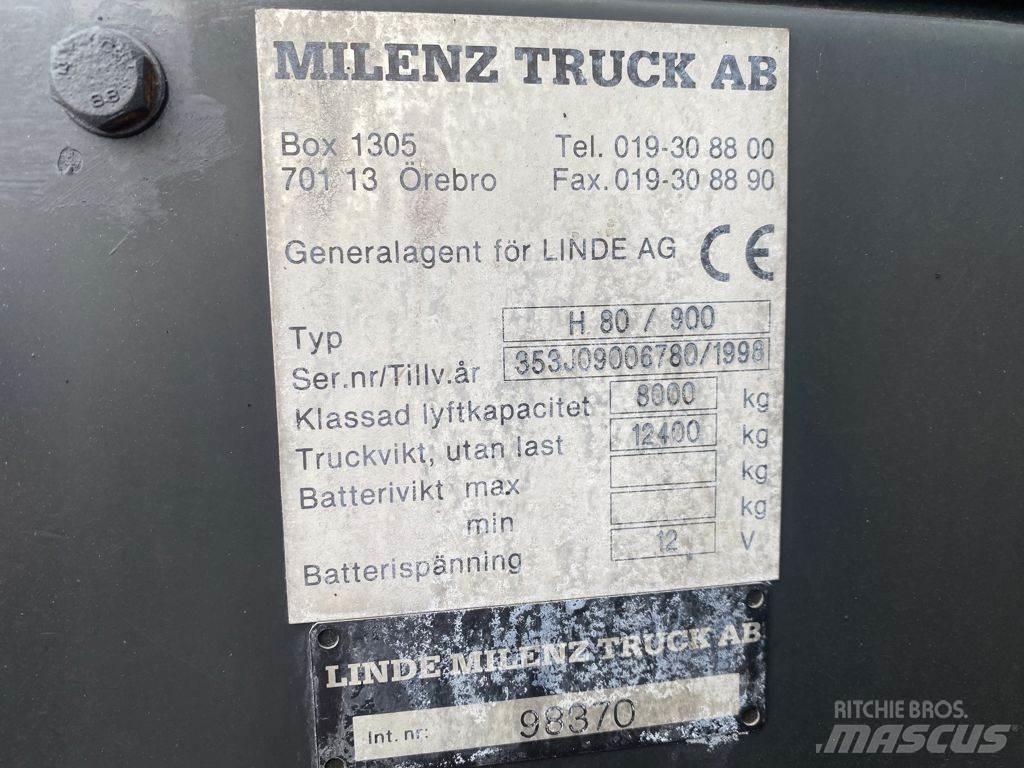 MILENZ TRUCK AB
Box 1305 Tel. 019-30 88 00
701 13 Örebro Fax. 019-30 88 90
Generalagent för LINDE AG CE
Typ H 80 / 900
Ser.nr/Tillv.år 353J09006780/1998
Klassad lyftkapacitet 8000 kg
Truckvikt, utan last 12400 kg
Batterivikt max kg
min kg
Batterispänning 12 V
LINDE MILENZ TRUCK AB
Int. nr: 98370
8.8
RITCHIE BROS.
MASCUS